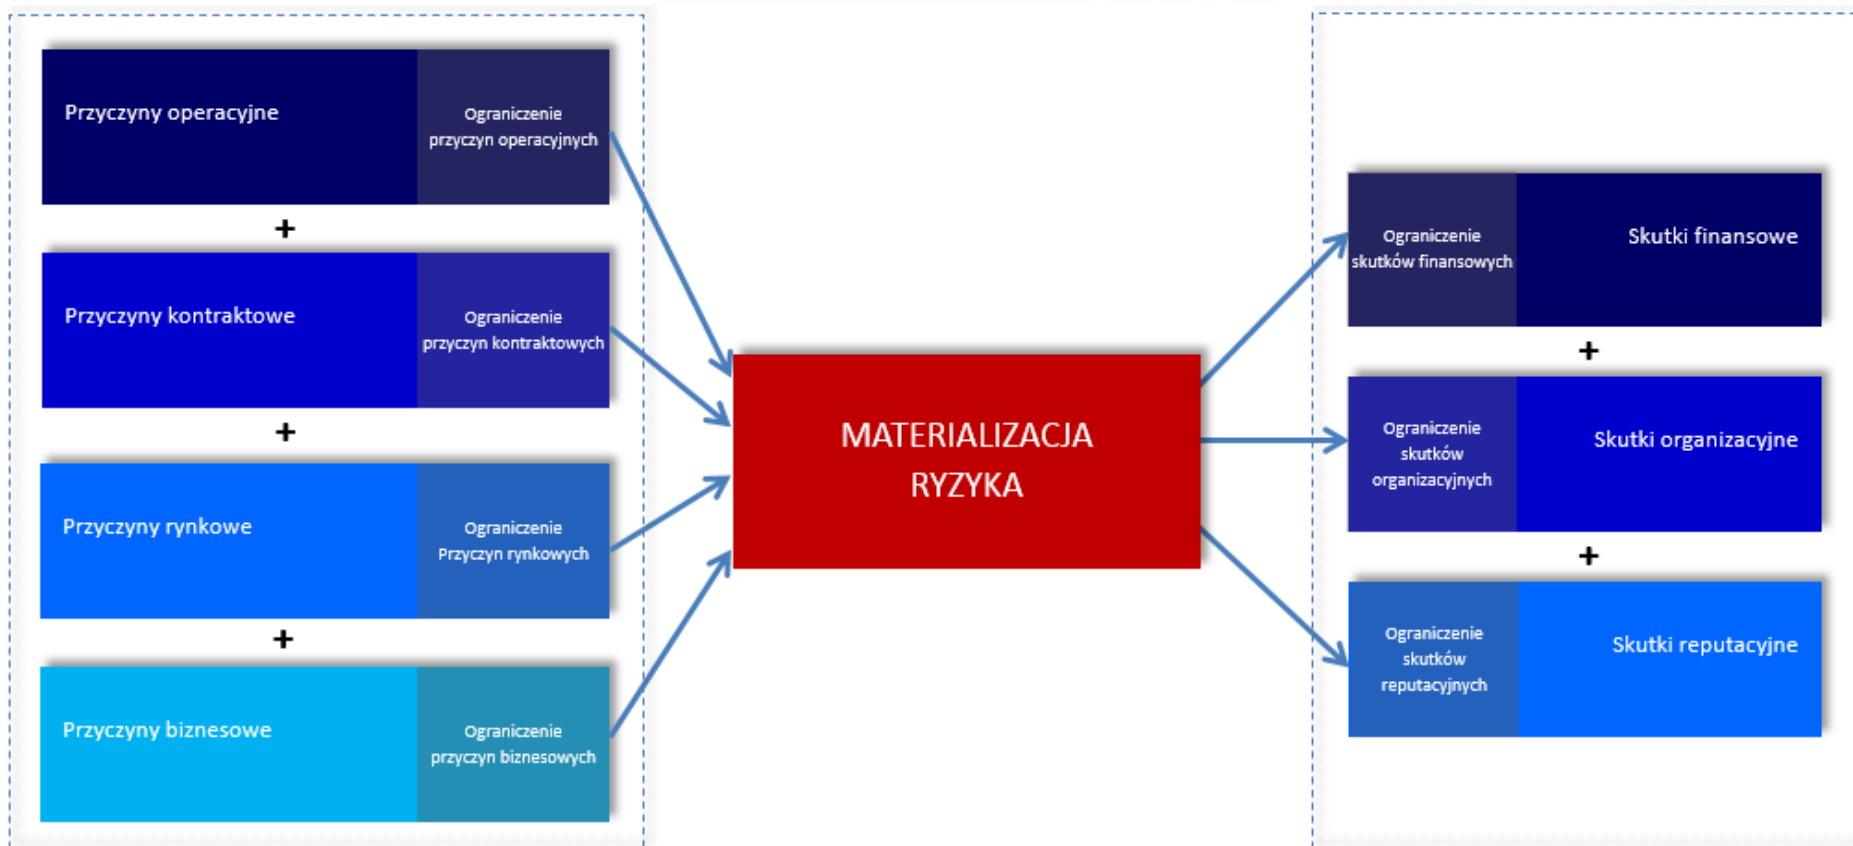 Przyczyny operacyjne
Ograniczenie
przyczyn operacyjnych
+
Przyczyny kontraktowe
Ograniczenie
przyczyn kontraktowych
+
Przyczyny rynkowe
Ograniczenie
Przyczyn rynkowych
+
Przyczyny biznesowe
Ograniczenie
przyczyn biznesowych
MATERIALIZACJA
RYZYKA
Ograniczenie
skutków finansowych
Skutki finansowe
+
Ograniczenie
skutków
organizacyjnych
Skutki organizacyjne
+
Ograniczenie
skutków
reputacyjnych
Skutki reputacyjne